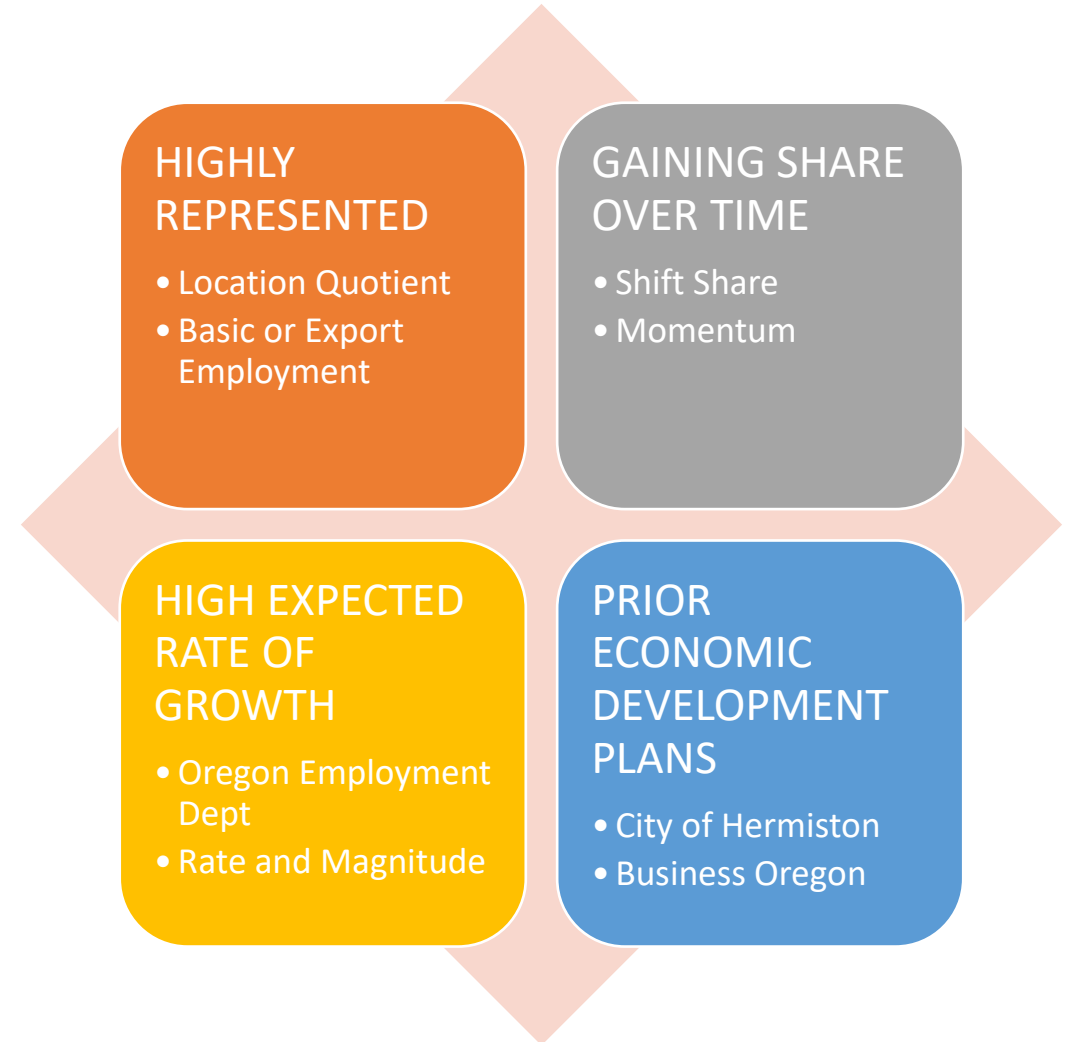 HIGHLY
REPRESENTED
• Location Quotient
• Basic or Export
Employment
GAINING SHARE
OVER TIME
• Shift Share
• Momentum
HIGH EXPECTED
RATE OF
GROWTH
• Oregon Employment
Dept
• Rate and Magnitude
PRIOR
ECONOMIC
DEVELOPMENT
PLANS
• City of Hermiston
• Business Oregon